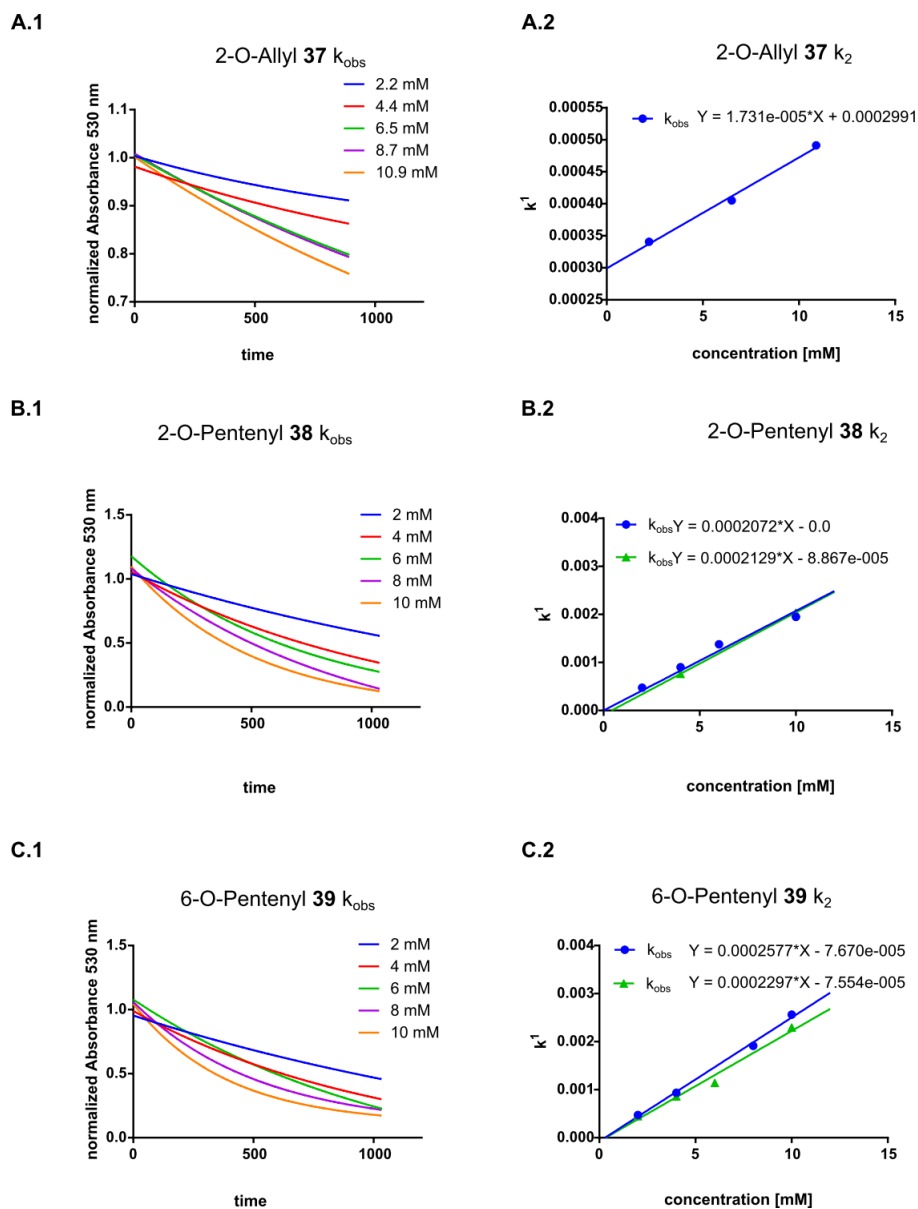 A.1
2-O-Allyl 37 kobs
2.2 mM
4.4 mM
6.5 mM
8.7 mM
10.9 mM
normalized Absorbance 530 nm
1.1
1.0
0.9
0.8
0.7
0
500
1000
time
A.2
2-O-Allyl 37 k2
kobs Y = 1.731e-005*X + 0.0002991
k1
0.00055
0.00050
0.00045
0.00040
0.00035
0.00030
0.00025
0
5
10
15
concentration [mM]
B.1
2-O-Pentenyl 38 kobs
2 mM
4 mM
6 mM
8 mM
10 mM
normalized Absorbance 530 nm
1.5
1.0
0.5
0.0
0
500
1000
time
B.2
2-O-Pentenyl 38 k2
kobsY = 0.0002072*X - 0.0
kobsY = 0.0002129*X - 8.867e-005
k1
0.004
0.003
0.002
0.001
0.000
0
5
10
15
concentration [mM]
C.1
6-O-Pentenyl 39 kobs
2 mM
4 mM
6 mM
8 mM
10 mM
normalized Absorbance 530 nm
1.5
1.0
0.5
0.0
0
500
1000
time
C.2
6-O-Pentenyl 39 k2
kobs Y = 0.0002577*X - 7.670e-005
kobs Y = 0.0002297*X - 7.554e-005
k1
0.004
0.003
0.002
0.001
0.000
0
5
10
15
concentration [mM]